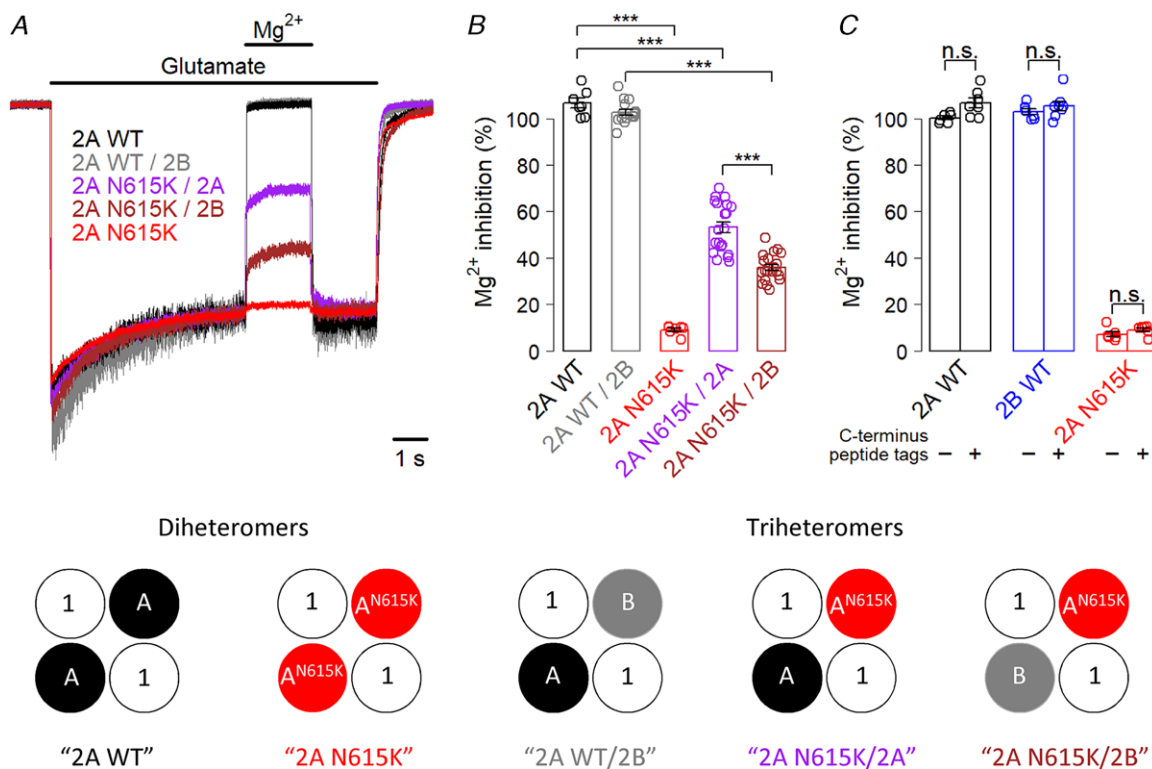 A
Mg2+
Glutamate
2A WT
2A WT / 2B
2A N615K / 2A
2A N615K / 2B
2A N615K
1 s
B
***
***
***
***
Mg2+ inhibition (%)
100
80
60
40
20
0
2A WT
2A WT / 2B
2A N615K
2A N615K / 2A
2A N615K / 2B
C
n.s.
n.s.
n.s.
Mg2+ inhibition (%)
100
80
60
40
20
0
2A WT
2B WT
2A N615K
C-terminus
peptide tags
− + − + − +
Diheteromers
Triheteromers
1 A
A 1
1 AN615K
AN615K 1
1 B
A 1
1 AN615K
A 1
1 AN615K
B 1
“2A WT”
“2A N615K”
“2A WT/2B”
“2A N615K/2A”
“2A N615K/2B”